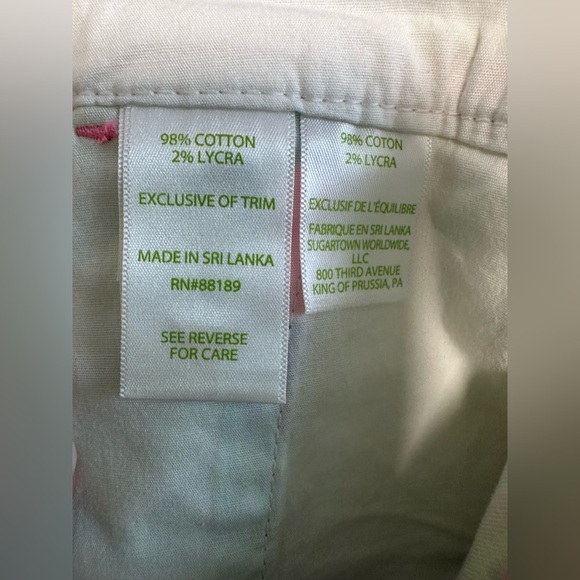 98% COTTON
2% LYCRA
EXCLUSIVE OF TRIM
MADE IN SRI LANKA
RN#88189
SEE REVERSE
FOR CARE
98% COTON
2% LYCRA
EXCLUSIF DE L'ÉQUILIBRE
FABRIQUE EN SRI LANKA
SUGARTOWN WORLDWIDE,
LLC
800 THIRD AVENUE
KING OF PRUSSIA, PA